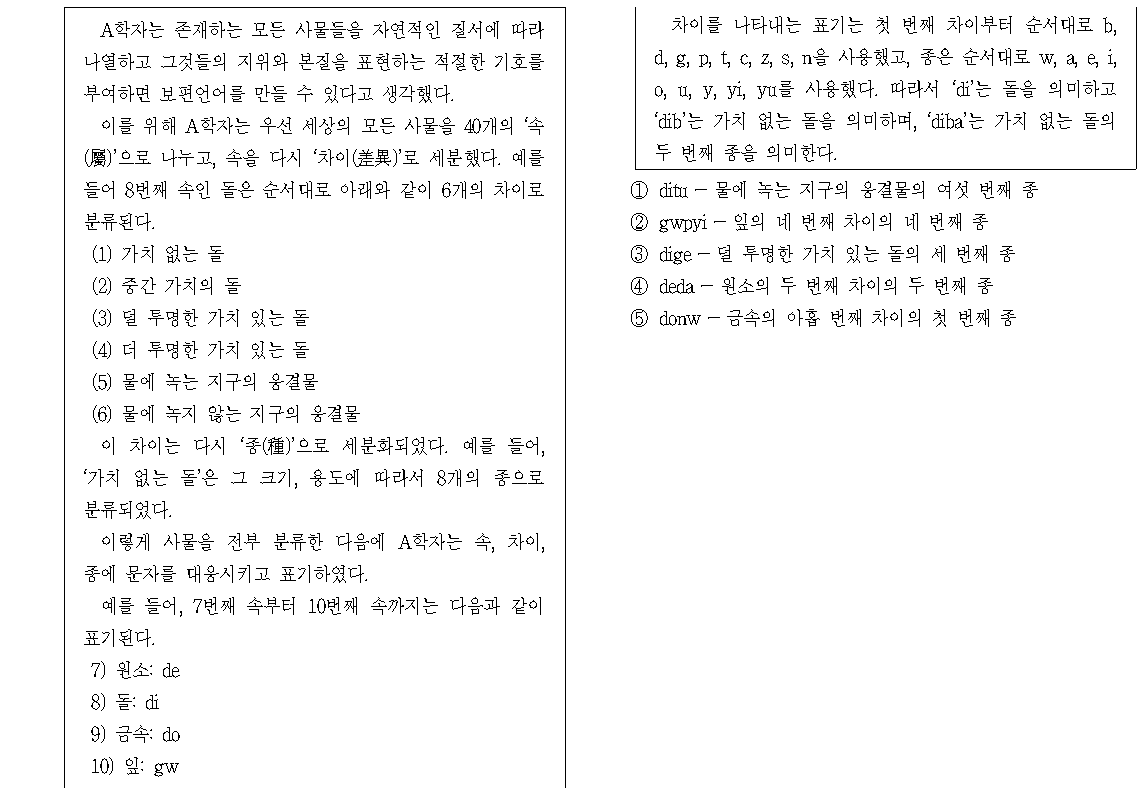 A학자는 존재하는 모든 사물들을 자연적인 질서에 따라
나열하고 그것들의 지위와 본질을 표현하는 적절한 기호를
부여하면 보편언어를 만들 수 있다고 생각했다.
이를 위해 A학자는 우선 세상의 모든 사물을 40개의 ‘속
(屬)’으로 나누고, 속을 다시 ‘차이(差異)’로 세분했다. 예를
들어 8번째 속인 돌은 순서대로 아래와 같이 6개의 차이로
분류된다.
(1) 가치 없는 돌
(2) 중간 가치의 돌
(3) 덜 투명한 가치 있는 돌
(4) 더 투명한 가치 있는 돌
(5) 물에 녹는 지구의 응결물
(6) 물에 녹지 않는 지구의 응결물
이 차이는 다시 ‘종(種)’으로 세분화되었다. 예를 들어,
‘가치 없는 돌’은 그 크기, 용도에 따라서 8개의 종으로
분류되었다.
이렇게 사물을 전부 분류한 다음에 A학자는 속, 차이,
종에 문자를 대응시키고 표기하였다.
예를 들어, 7번째 속부터 10번째 속까지는 다음과 같이
표기된다.
7) 원소: de
8) 돌: di
9) 금속: do
10) 잎: gw
차이를 나타내는 표기는 첫 번째 차이부터 순서대로 b,
d, g, p, t, c, z, s, n을 사용했고, 종은 순서대로 w, a, e, i,
o, u, y, yi, yu를 사용했다. 따라서 ‘di’는 돌을 의미하고
‘dib’는 가치 없는 돌을 의미하며, ‘diba’는 가치 없는 돌의
두 번째 종을 의미한다.
① ditu – 물에 녹는 지구의 응결물의 여섯 번째 종
② gwpyi – 잎의 네 번째 차이의 네 번째 종
③ dige – 덜 투명한 가치 있는 돌의 세 번째 종
④ deda – 원소의 두 번째 차이의 두 번째 종
⑤ donw – 금속의 아홉 번째 차이의 첫 번째 종